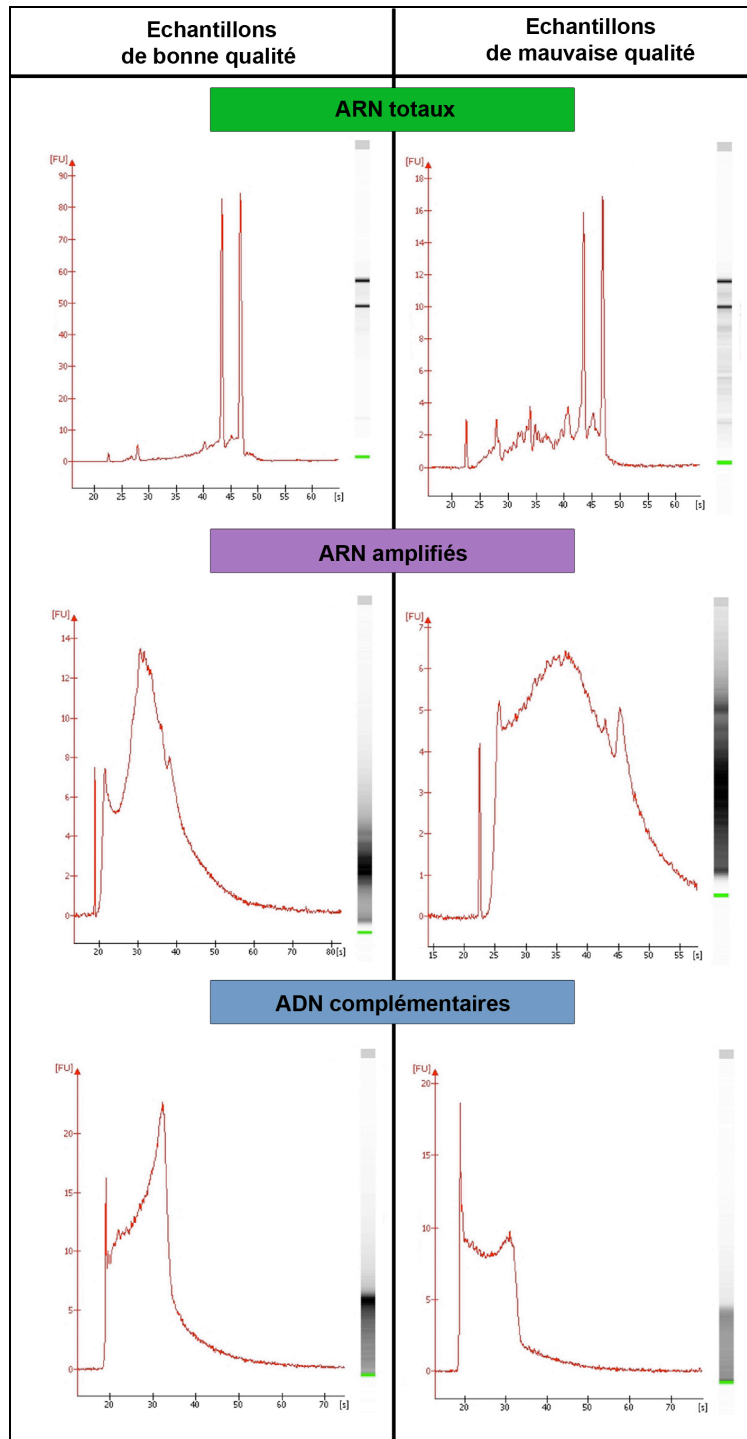 Echantillons
de bonne qualité
Echantillons
de mauvaise qualité
ARN totaux
[FU]
90
80
70
60
50
40
30
20
10
0
20 25 30 35 40 45 50 55 60 [s]
[FU]
18
16
14
12
10
8
6
4
2
0
20 25 30 35 40 45 50 55 60 [s]
ARN amplifiés
[FU]
14
12
10
8
6
4
2
0
20 30 40 50 60 70 80 [s]
[FU]
7
6
5
4
3
2
1
0
15 20 25 30 35 40 45 50 55 [s]
ADN complémentaires
[FU]
20
15
10
5
0
20 30 40 50 60 70 [s]
[FU]
20
15
10
5
0
20 30 40 50 60 70 [s]